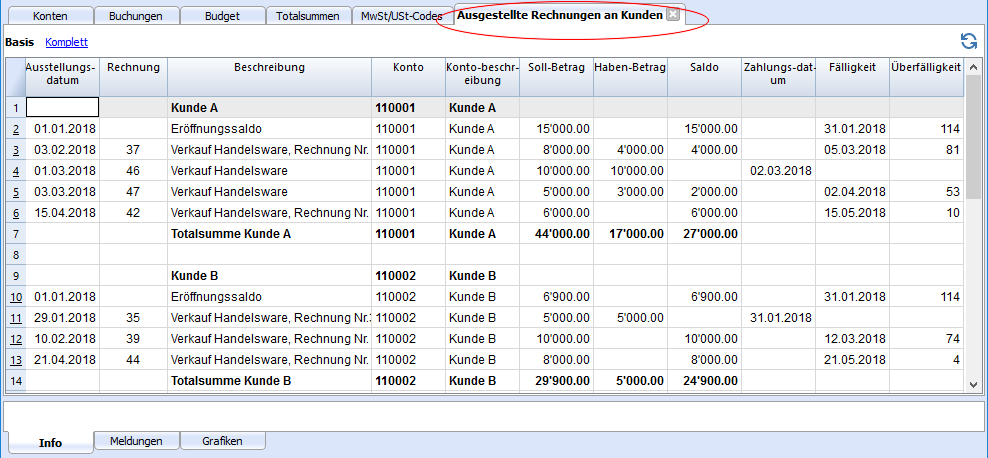 Konten Buchungen Budget Totalsummen MwSt/USt-Codes Ausgestellte Rechnungen an Kunden
Basis Komplett
Ausstellungs-datum Rechnung Beschreibung Konto Konto-beschr-eibung Soll-Betrag Haben-Betrag Saldo Zahlungs-dat-um Fälligkeit Überfälligkeit
1 Kunde A 110001 Kunde A
2 01.01.2018 Eröffnungssaldo 110001 Kunde A 15'000.00 15'000.00 31.01.2018 114
3 03.02.2018 37 Verkauf Handelsware, Rechnung Nr. 110001 Kunde A 8'000.00 4'000.00 4'000.00 05.03.2018 81
4 01.03.2018 46 Verkauf Handelsware 110001 Kunde A 10'000.00 10'000.00 02.03.2018
5 03.03.2018 47 Verkauf Handelsware 110001 Kunde A 5'000.00 3'000.00 2'000.00 02.04.2018 53
6 15.04.2018 42 Verkauf Handelsware, Rechnung Nr. 110001 Kunde A 6'000.00 6'000.00 15.05.2018 10
7 Totalsumme Kunde A 110001 Kunde A 44'000.00 17'000.00 27'000.00
8
9 Kunde B 110002 Kunde B
10 01.01.2018 Eröffnungssaldo 110002 Kunde B 6'900.00 6'900.00 31.01.2018 114
11 29.01.2018 35 Verkauf Handelsware, Rechnung Nr. 110002 Kunde B 5'000.00 5'000.00 31.01.2018
12 10.02.2018 39 Verkauf Handelsware, Rechnung Nr. 110002 Kunde B 10'000.00 10'000.00 12.03.2018 74
13 21.04.2018 44 Verkauf Handelsware, Rechnung Nr. 110002 Kunde B 8'000.00 8'000.00 21.05.2018 4
14 Totalsumme Kunde B 110002 Kunde B 29'900.00 5'000.00 24'900.00
Info Meldungen Grafiken